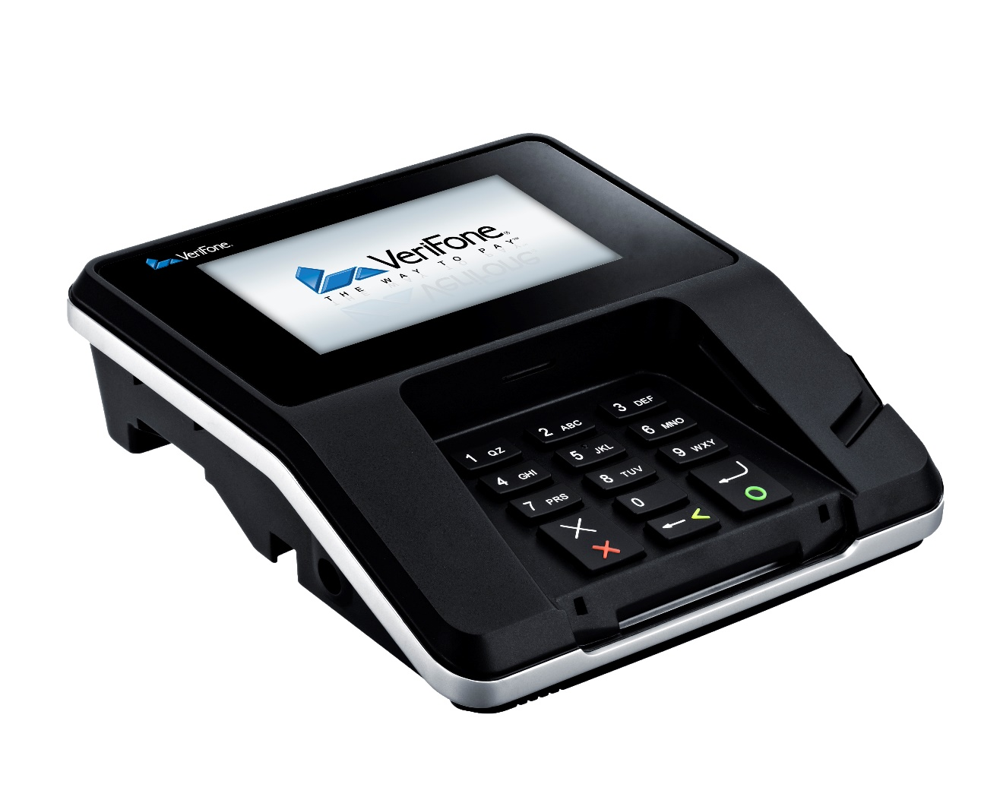 VeriFone®
VeriFone®
THE WAY TO PAY™
1 QZ
2 ABC
3 DEF
4 GHI
5 JKL
6 MNO
7 PRS
8 TUV
9 WXY
0